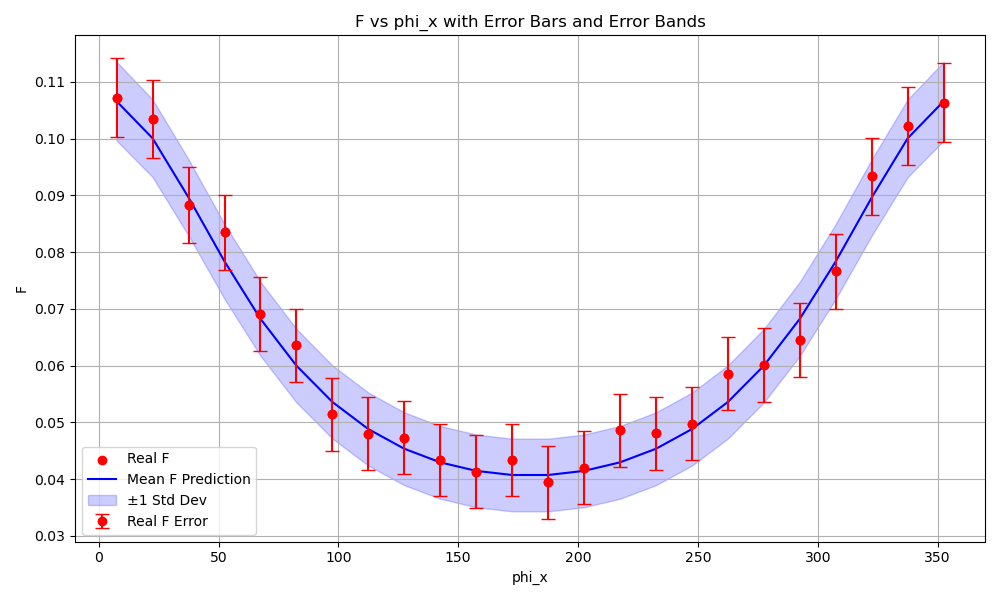 F vs phi_x with Error Bars and Error Bands
F
0.11
0.10
0.09
0.08
0.07
0.06
0.05
0.04
0.03
Real F
Mean F Prediction
±1 Std Dev
Real F Error
0 50 100 150 200 250 300 350
phi_x